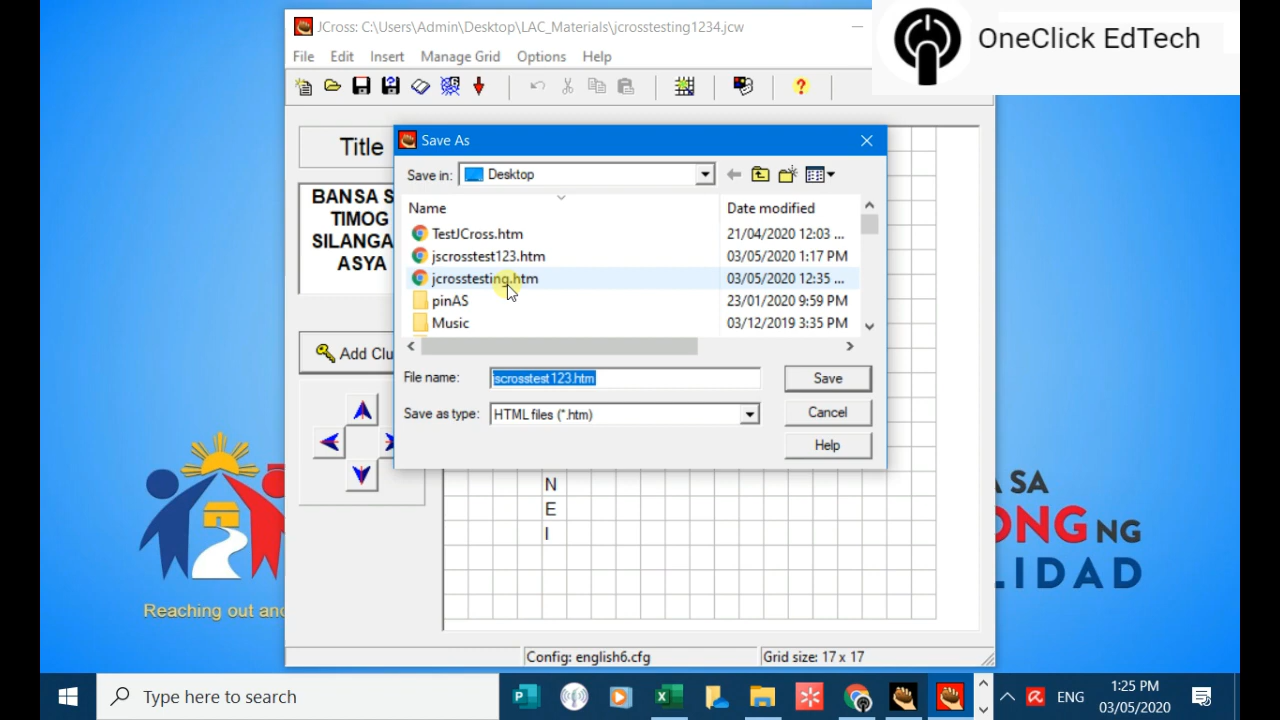 JCross: C:\Users\Admin\Desktop\LAC_Materials\jcrosstesting1234.jcw
OneClick EdTech
File Edit Insert Manage Grid Options Help
Title
BANSA S
TIMOG
SILANGA
ASYA
Add Clu
Save As
Save in: Desktop
Name Date modified
TestJCross.htm 21/04/2020 12:03 ...
jscrosstest123.htm 03/05/2020 1:17 PM
jcrosstesting.htm 03/05/2020 12:35 ...
pinAS 23/01/2020 9:59 PM
Music 03/12/2019 3:35 PM
File name: jscrosstest123.htm Save
Save as type: HTML files (*.htm) Cancel
Help
N
E
I
A SA
ONG NG
LIDAD
Reaching out and
Config: english6.cfg Grid size: 17 x 17
Type here to search
ENG
1:25 PM
03/05/2020